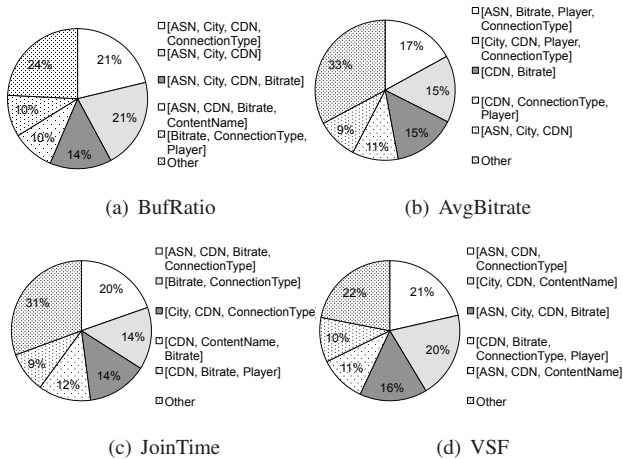 21%
21%
14%
10%
10%
24%
[ASN, City, CDN,
ConnectionType]
[ASN, City, CDN]
[ASN, City, CDN, Bitrate]
[ASN, CDN, Bitrate,
ContentName]
[Bitrate, ConnectionType,
Player]
Other
(a) BufRatio
17%
15%
15%
11%
9%
33%
[ASN, Bitrate, Player,
ConnectionType]
[City, CDN, Player,
ConnectionType]
[CDN, Bitrate]
[CDN, ConnectionType,
Player]
[ASN, City, CDN]
Other
(b) AvgBitrate
20%
14%
14%
12%
9%
31%
[ASN, CDN, Bitrate,
ConnectionType]
[Bitrate, ConnectionType]
[City, CDN, ConnectionType
[CDN, ContentName,
Bitrate]
[CDN, Bitrate, Player]
Other
(c) JoinTime
21%
20%
16%
11%
10%
22%
[ASN, CDN,
ConnectionType]
[City, CDN, ContentName]
[ASN, City, CDN, Bitrate]
[CDN, Bitrate,
ConnectionType, Player]
[ASN, CDN, ContentName]
Other
(d) VSF